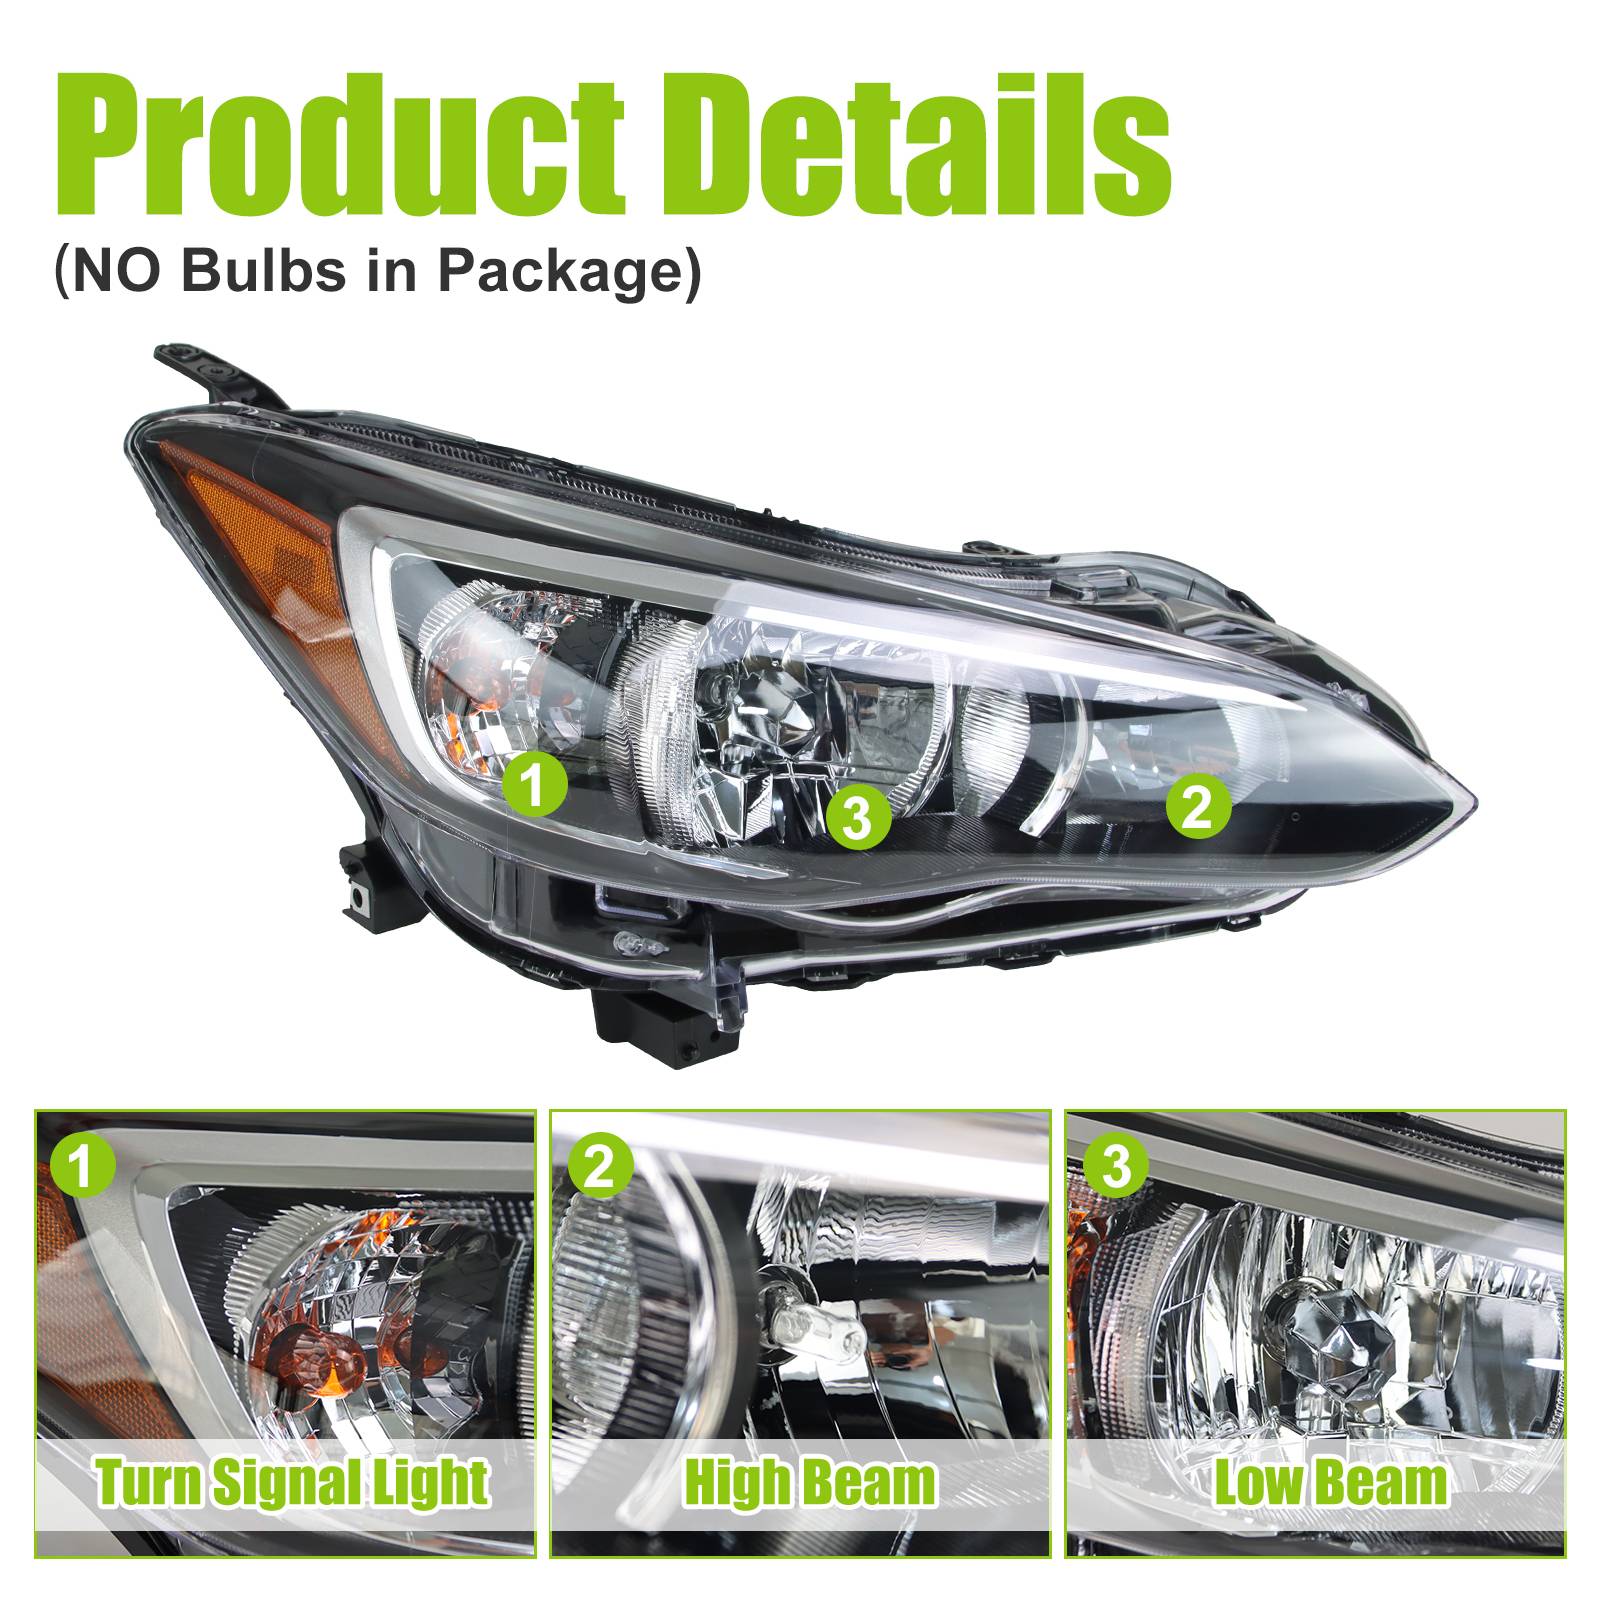 Product Details
(NO Bulbs in Package)
1
3
2
1
2
3
Turn Signal Light
High Beam
Low Beam